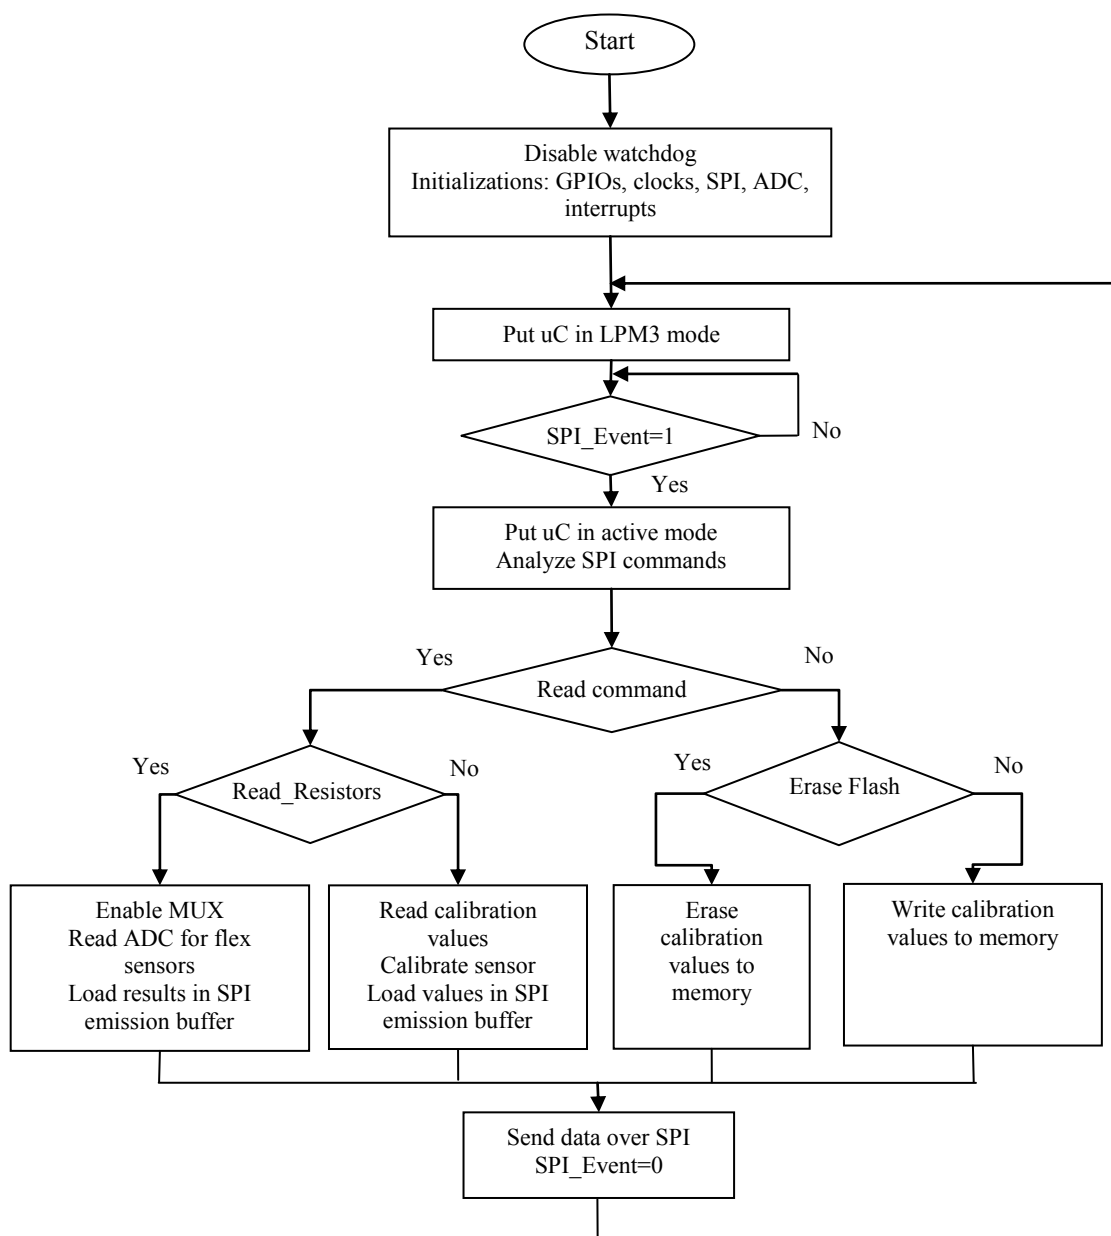 Start
Disable watchdog
Initializations: GPIOs, clocks, SPI, ADC,
interrupts
Put uC in LPM3 mode
SPI_Event=1
No
Yes
Put uC in active mode
Analyze SPI commands
Yes
No
Read command
Yes
No
Read_Resistors
Yes
No
Erase Flash
Enable MUX
Read ADC for flex
sensors
Load results in SPI
emission buffer
Read calibration
values
Calibrate sensor
Load values in SPI
emission buffer
Erase
calibration
values to
memory
Write calibration
values to memory
Send data over SPI
SPI_Event=0